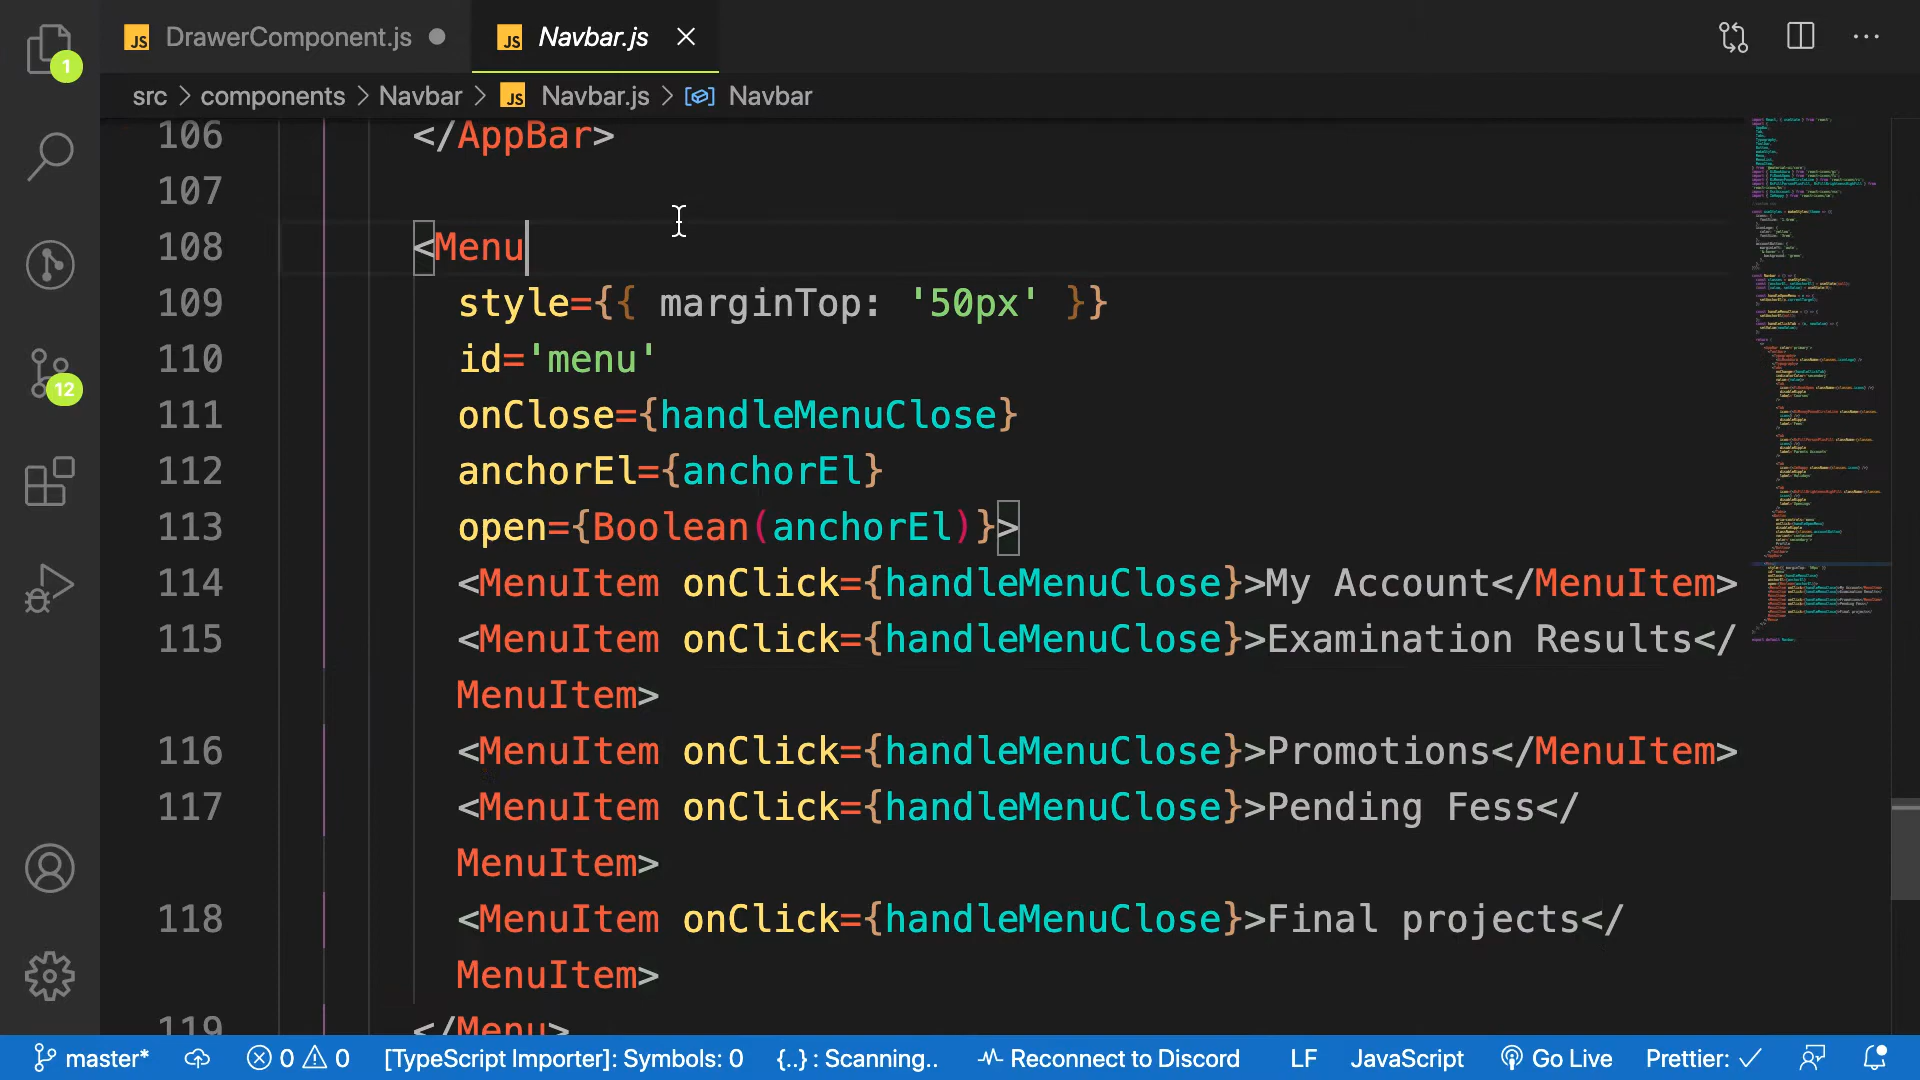 DrawerComponent.js
Navbar.js
1
src > components > Navbar > JS Navbar.js > Navbar
106 </AppBar>
107
108 <Menu
109 style={{ marginTop: '50px' }}
110 id='menu'
111 onClose={handleMenuClose}
112 anchorEl={anchorEl}
113 open={Boolean(anchorEl)}>
114 <MenuItem onClick={handleMenuClose}>My Account</MenuItem>
115 <MenuItem onClick={handleMenuClose}>Examination Results</
MenuItem>
116 <MenuItem onClick={handleMenuClose}>Promotions</MenuItem>
117 <MenuItem onClick={handleMenuClose}>Pending Fess</
MenuItem>
118 <MenuItem onClick={handleMenuClose}>Final projects</
MenuItem>
119 </Menu>
12
master* 0 0 [TypeScript Importer]: Symbols: 0 {..} : Scanning.. Reconnect to Discord LF JavaScript Go Live Prettier: ✓